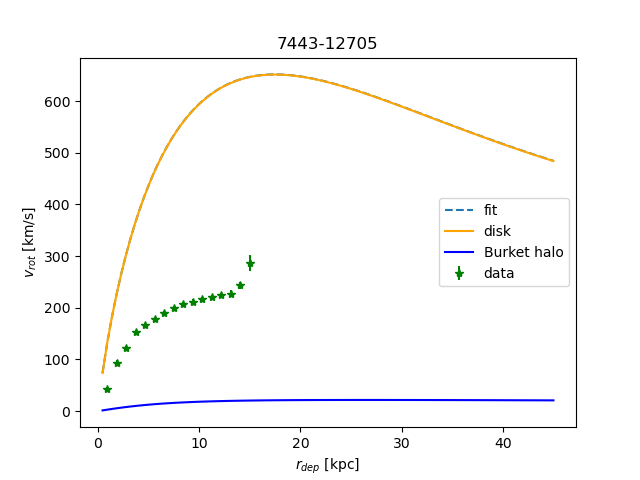 7443-12705
600
500
400
300
200
100
0
v_rot [km/s]
fit
disk
Burket halo
data
0 10 20 30 40
r_dep [kpc]